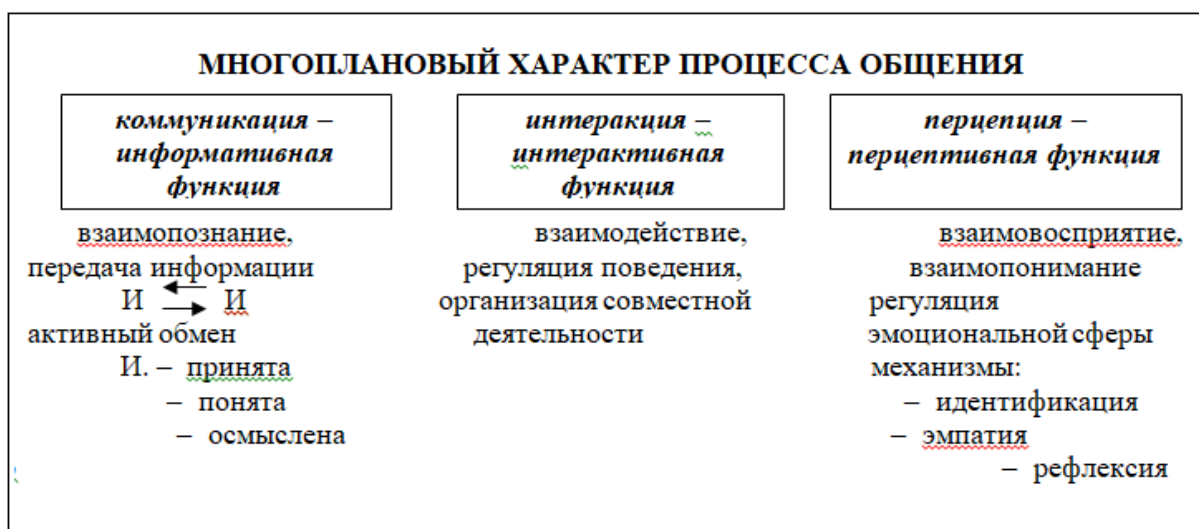 МНОГОПЛАНОВЫЙ ХАРАКТЕР ПРОЦЕССА ОБЩЕНИЯ
коммуникация –
информативная
функция
взаимопознание,
передача информации
И И
активный обмен
И. – принята
– понята
– осмыслена
интеракция –
интерактивная
функция
взаимодействие,
регуляция поведения,
организация совместной
деятельности
перцепция –
перцептивная функция
взаимовосприятие,
взаимопонимание
регуляция
эмоциональной сферы
механизмы:
– идентификация
– эмпатия
– рефлексия